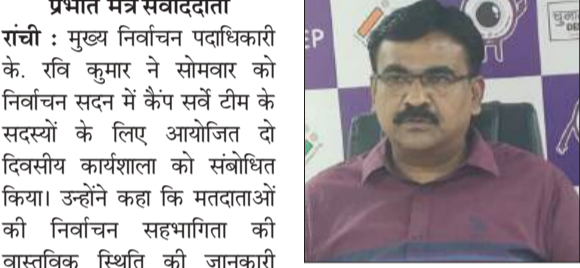 प्रभात मंत्र संवाददाता
रांची : मुख्य निर्वाचन पदाधिकारी
के. रवि कुमार ने सोमवार को
निर्वाचन सदन में कैंप सर्वे टीम के
सदस्यों के लिए आयोजित दो
दिवसीय कार्यशाला को संबोधित
किया। उन्होंने कहा कि मतदाताओं
की निर्वाचन सहभागिता की
वास्तविक स्थिति की जानकारी
EP